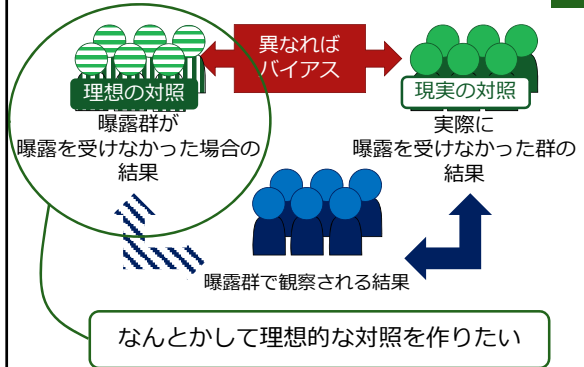 異なれば
バイアス
理想の対照
現実の対照
曝露群が
曝露を受けなかった場合の
結果
実際に
曝露を受けなかった群の
結果
曝露群で観察される結果
なんとかして理想的な対照を作りたい